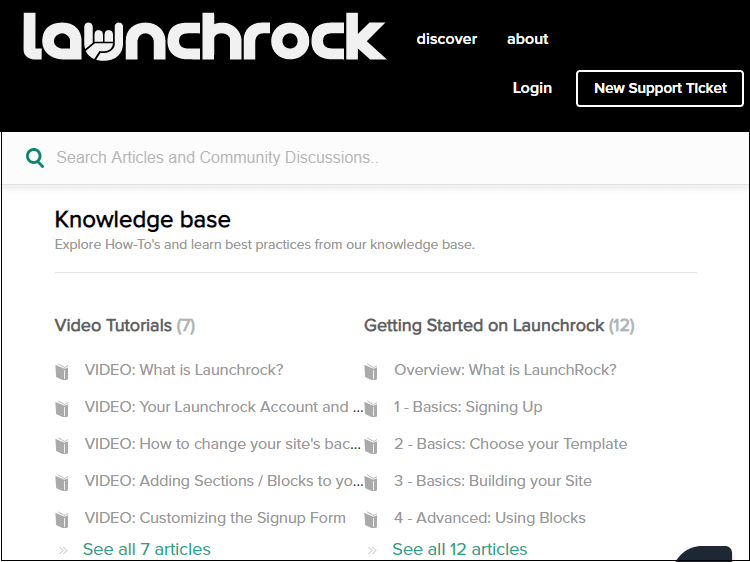 launchrock
discover about
Login New Support Ticket
Search Articles and Community Discussions..
Knowledge base
Explore How-To's and learn best practices from our knowledge base.
Video Tutorials (7)
VIDEO: What is Launchrock?
VIDEO: Your Launchrock Account and ...
VIDEO: How to change your site's bac...
VIDEO: Adding Sections / Blocks to yo...
VIDEO: Customizing the Signup Form
» See all 7 articles
Getting Started on Launchrock (12)
Overview: What is LaunchRock?
1 - Basics: Signing Up
2 - Basics: Choose your Template
3 - Basics: Building your Site
4 - Advanced: Using Blocks
» See all 12 articles